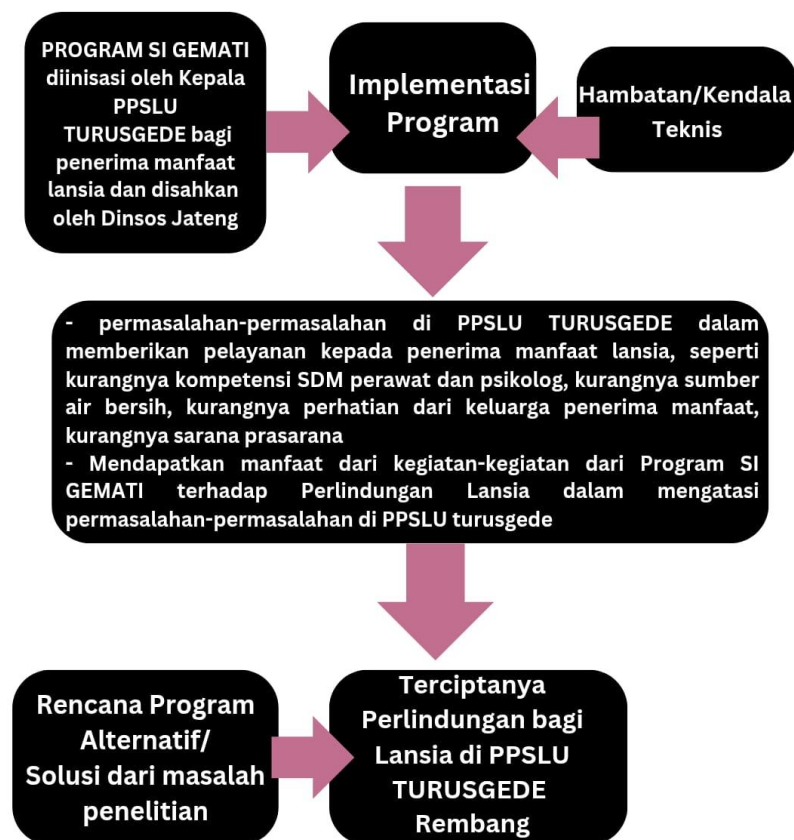 PROGRAM SI GEMATI
diinisasi oleh Kepala
PPSLU
TURUSGEDE bagi
penerima manfaat
lansia dan disahkan
oleh Dinsos Jateng
Implementasi
Program
Hambatan/Kendala
Teknis
- permasalahan-permasalahan di PPSLU TURUSGEDE dalam
memberikan pelayanan kepada penerima manfaat lansia, seperti
kurangnya kompetensi SDM perawat dan psikolog, kurangnya sumber
air bersih, kurangnya perhatian dari keluarga penerima manfaat,
kurangnya sarana prasarana
- Mendapatkan manfaat dari kegiatan-kegiatan dari Program SI
GEMATI terhadap Perlindungan Lansia dalam mengatasi
permasalahan-permasalahan di PPSLU turusgede
Rencana Program
Alternatif/
Solusi dari masalah
penelitian
Terciptanya
Perlindungan bagi
Lansia di PPSLU
TURUSGEDE
Rembang